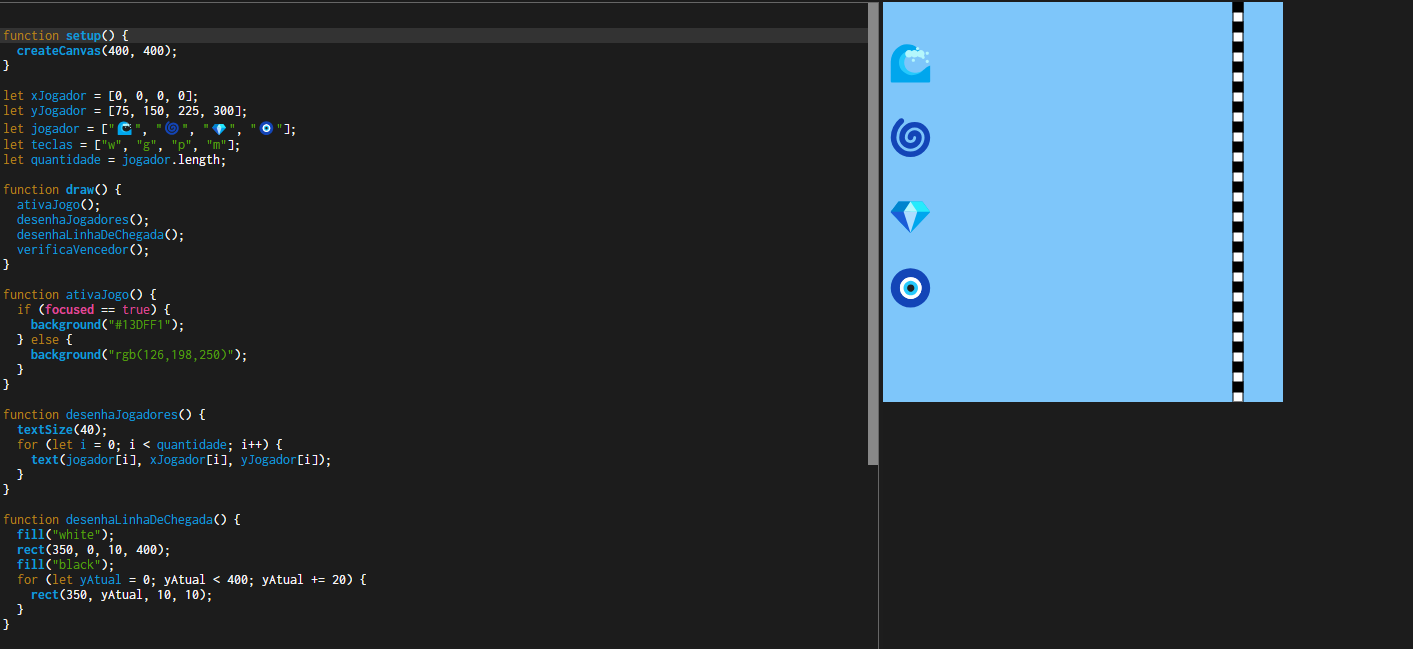 function setup() {
  createCanvas(400, 400);
}

let xJogador = [0, 0, 0, 0];
let yJogador = [75, 150, 225, 300];
let jogador = ["🌊", "🌀", "💎", "🧿"];
let teclas = ["w", "g", "p", "m"];
let quantidade = jogador.length;

function draw() {
  ativaJogo();
  desenhaJogadores();
  desenhaLinhaDeChegada();
  verificaVencedor();
}

function ativaJogo() {
  if (focused == true) {
    background("#13DFF1");
  } else {
    background("rgb(126,198,250)");
  }
}

function desenhaJogadores() {
  textSize(40);
  for (let i = 0; i < quantidade; i++) {
    text(jogador[i], xJogador[i], yJogador[i]);
  }
}

function desenhaLinhaDeChegada() {
  fill("white");
  rect(350, 0, 10, 400);
  fill("black");
  for (let yAtual = 0; yAtual < 400; yAtual += 20) {
    rect(350, yAtual, 10, 10);
  }
}